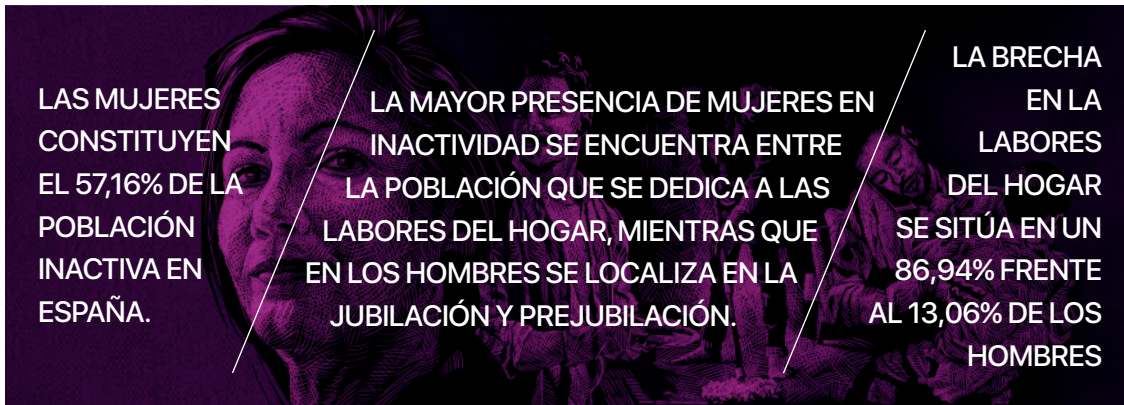 LAS MUJERES
CONSTITUYEN
EL 57,16% DE LA
POBLACIÓN
INACTIVA EN
ESPAÑA.
LA MAYOR PRESENCIA DE MUJERES EN
INACTIVIDAD SE ENCUENTRA ENTRE
LA POBLACIÓN QUE SE DEDICA A LAS
LABORES DEL HOGAR, MIENTRAS QUE
EN LOS HOMBRES SE LOCALIZA EN LA
JUBILACIÓN Y PREJUBILACIÓN.
LA BRECHA
EN LA
LABORES
DEL HOGAR
SE SITÚA EN UN
86,94% FRENTE
AL 13,06% DE LOS
HOMBRES